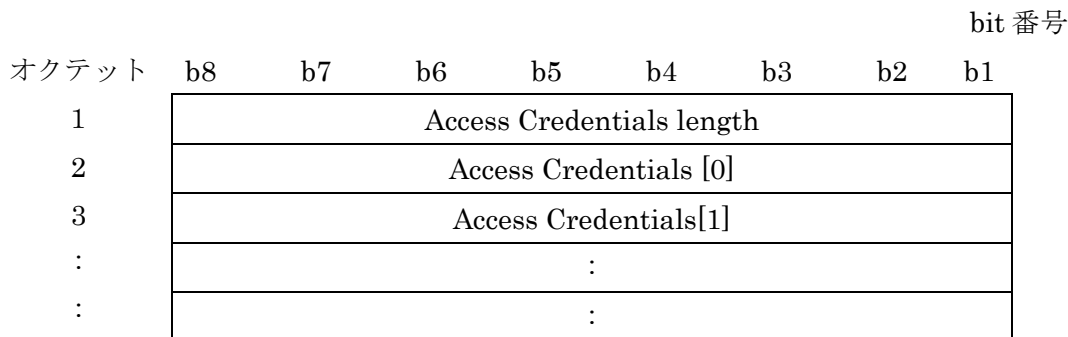 bit 番号
オクテット b8 b7 b6 b5 b4 b3 b2 b1
1 Access Credentials length
2 Access Credentials [0]
3 Access Credentials[1]
: :
: :